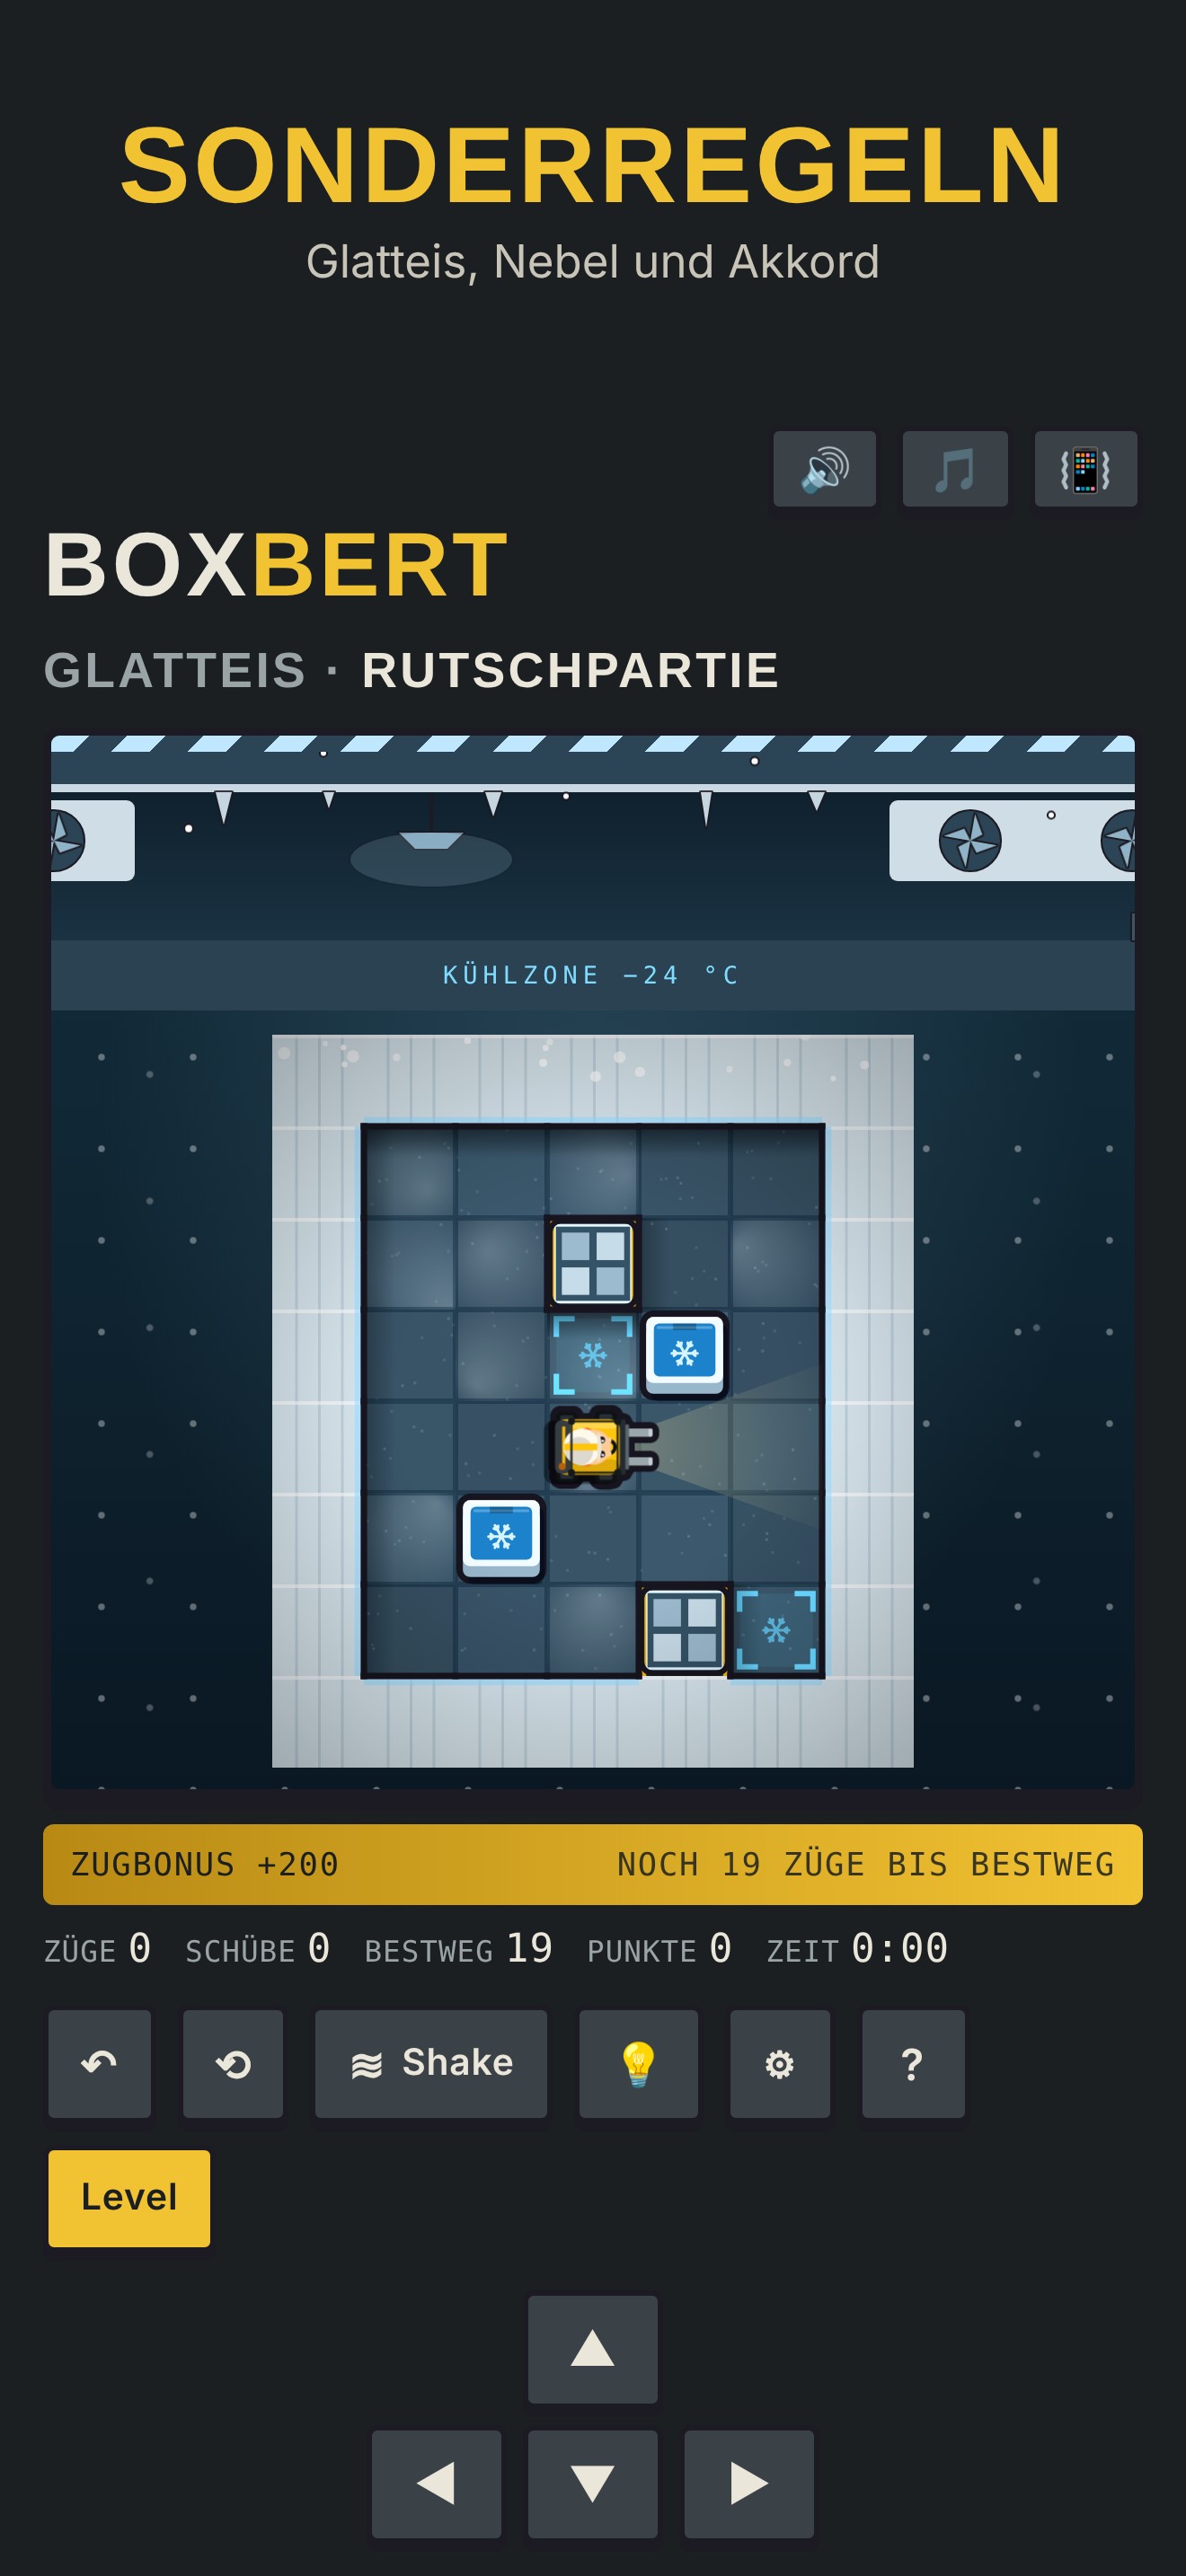 SONDERREGELN
Glatteis, Nebel und Akkord
BOXBERT
GLATTEIS · RUTSCHPARTIE
KÜHLZONE −24 °C
ZUGBONUS +200 NOCH 19 ZÜGE BIS BESTWEG
ZÜGE 0 SCHÜBE 0 BESTWEG 19 PUNKTE 0 ZEIT 0:00
Shake ?
Level